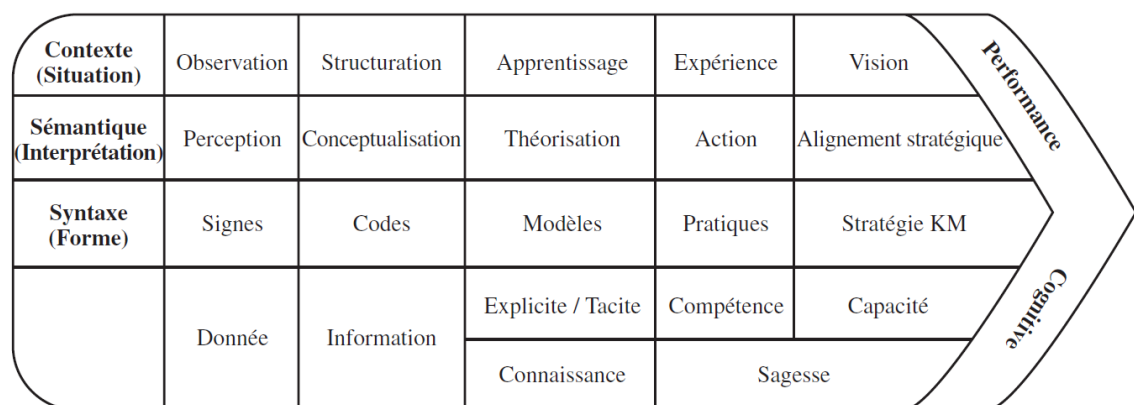 Contexte
(Situation)
Observation
Structuration
Apprentissage
Expérience
Vision
Sémantique
(Interprétation)
Perception
Conceptualisation
Théorisation
Action
Alignement stratégique
Syntaxe
(Forme)
Signes
Codes
Modèles
Pratiques
Stratégie KM
Donnée
Information
Explicite / Tacite
Compétence
Capacité
Connaissance
Sagesse
Performance
Cognitive